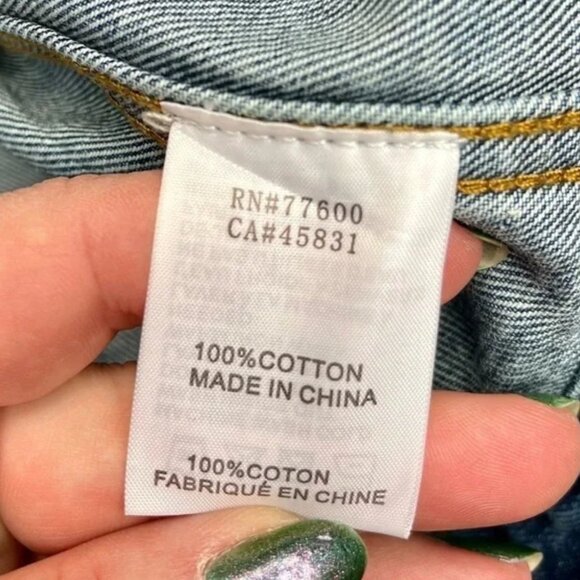 RN#77600
CA#45831
100%COTTON
MADE IN CHINA
100%COTON
FABRIQUÉ EN CHINE